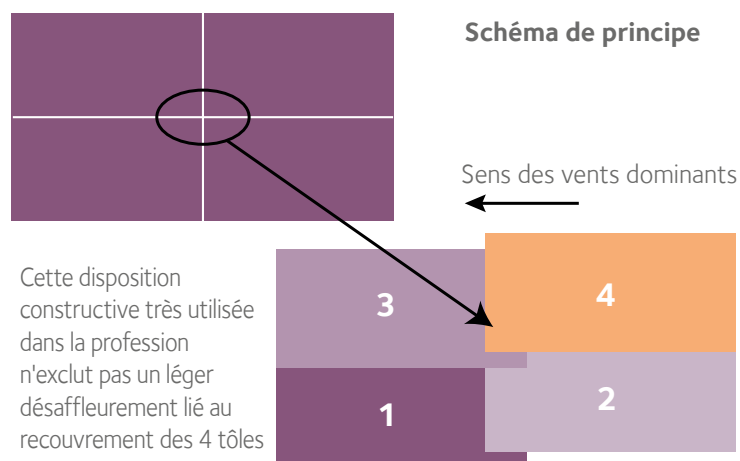 Schéma de principe
Sens des vents dominants
Cette disposition
constructive très utilisée
dans la profession
n'exclut pas un léger
désaffleurement lié au
recouvrement des 4 tôles
3
4
1
2